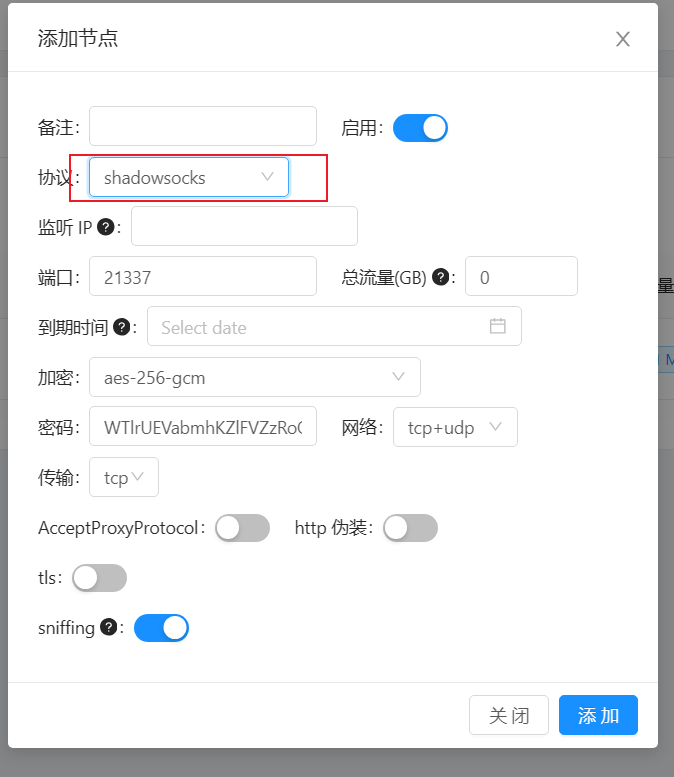 添加节点
备注: 启用:
协议: shadowsocks
监听 IP ? :
端口: 21337 总流量(GB) ? : 0
量
到期时间 ? : Select date
M
加密: aes-256-gcm
密码: 网络: tcp+udp
传输: tcp
AcceptProxyProtocol: http 伪装:
tls:
sniffing ? :
关 闭 添 加